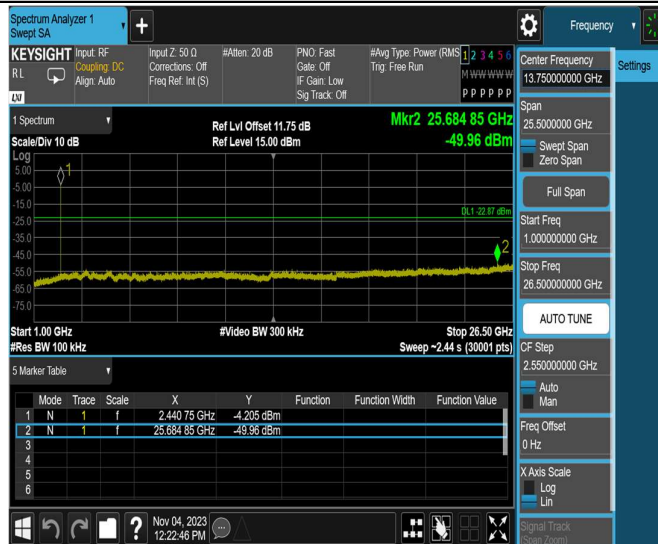 Spectrum Analyzer 1
Swept SA
+
Frequency
KEYSIGHT
RL
LXI
Input: RF
Coupling: DC
Align: Auto
Input Z: 50 Ω
Corrections: Off
Freq Ref: Int (S)
#Atten: 20 dB
PNO: Fast
Gate: Off
IF Gain: Low
Sig Track: Off
#Avg Type: Power (RMS
Trig: Free Run
1 2 3 4 5 6
M W W W W W
P P P P P P
Center Frequency
13.750000000 GHz
Settings
Span
25.5000000 GHz
Swept Span
Zero Span
Full Span
Start Freq
1.000000000 GHz
Stop Freq
26.500000000 GHz
AUTO TUNE
CF Step
2.550000000 GHz
Auto
Man
Freq Offset
0 Hz
X Axis Scale
Log
Lin
Signal Track
(Span Zoom)
1 Spectrum
Scale/Div 10 dB
Ref Lvl Offset 11.75 dB
Ref Level 15.00 dBm
Mkr2 25.684 85 GHz
-49.96 dBm
Log
5.00
-5.00
-15.0
-25.0
-35.0
-45.0
-55.0
-65.0
-75.0
1
DL1 -22.87 dBm
2
Start 1.00 GHz
#Video BW 300 kHz
Stop 26.50 GHz
#Res BW 100 kHz
Sweep ~2.44 s (30001 pts)
5 Marker Table
Mode Trace Scale X Y Function Function Width Function Value
1 N 1 f 2.440 75 GHz -4.205 dBm
2 N 1 f 25.684 85 GHz -49.96 dBm
3
4
5
6
?
Nov 04, 2023
12:22:46 PM